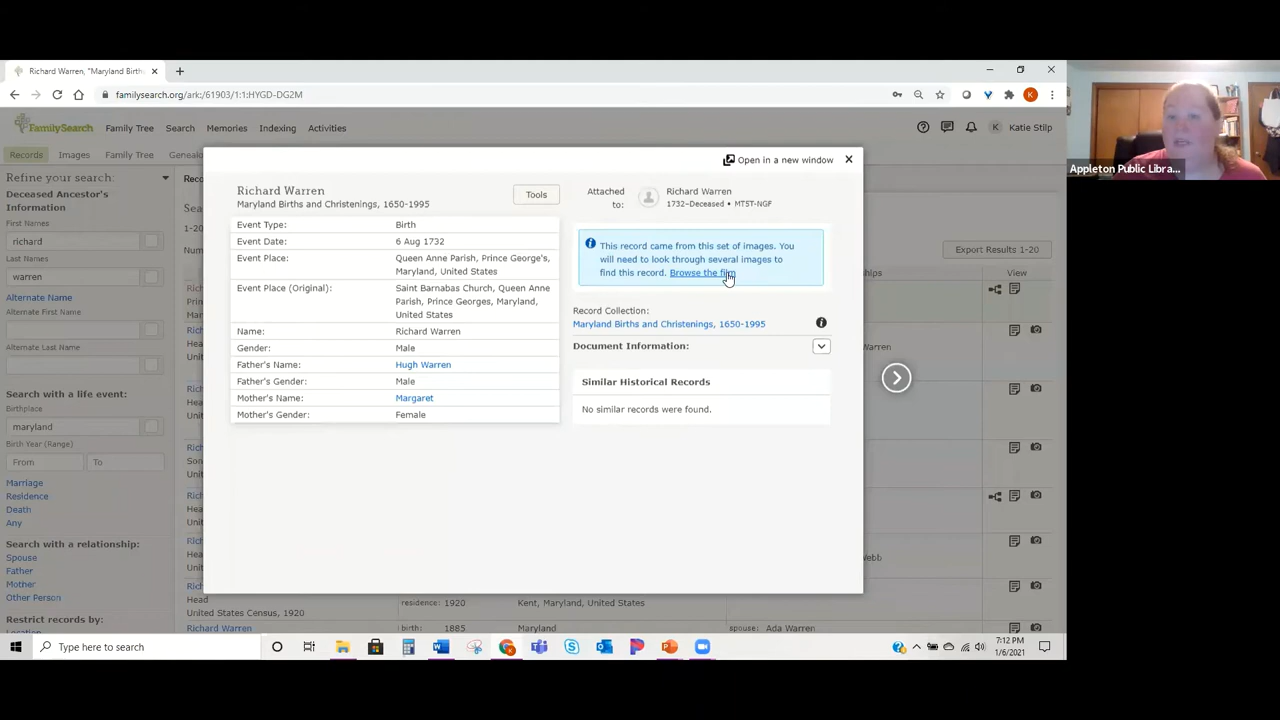 Richard Warren, "Maryland Birth
familysearch.org/ark:/61903/1:1:HYGD-DG2M
K
FamilySearch
Family Tree
Search
Memories
Indexing
Activities
K
Katie Stilp
Appleton Public Libra...
Records
Images
Family Tree
Genealo
Refine your search:
Deceased Ancestor's
Information
First Names
richard
Last Names
warren
Alternate Name
Alternate First Name
Alternate Last Name
Search with a life event:
Birthplace
maryland
Birth Year (Range)
From
To
Marriage
Residence
Death
Any
Search with a relationship:
Spouse
Father
Mother
Other Person
Restrict records by:
Open in a new window
Richard Warren
Maryland Births and Christenings, 1650-1995
Tools
Event Type: Birth
Event Date: 6 Aug 1732
Event Place: Queen Anne Parish, Prince George's,
Maryland, United States
Event Place (Original): Saint Barnabas Church, Queen Anne
Parish, Prince Georges, Maryland,
United States
Name: Richard Warren
Gender: Male
Father's Name: Hugh Warren
Father's Gender: Male
Mother's Name: Margaret
Mother's Gender: Female
Attached
to:
Richard Warren
1732–Deceased • MTST-NGF
This record came from this set of images. You
will need to look through several images to
find this record. Browse the film
Record Collection:
Maryland Births and Christenings, 1650-1995
Document Information:
Similar Historical Records
No similar records were found.
Export Results 1-20
View
Warren
Webb
Head
United States Census, 1920
residence: 1920
Kent, Maryland, United States
Richard Warren
birth: 1885
Maryland
spouse: Ada Warren
Type here to search
7:12 PM
1/6/2021